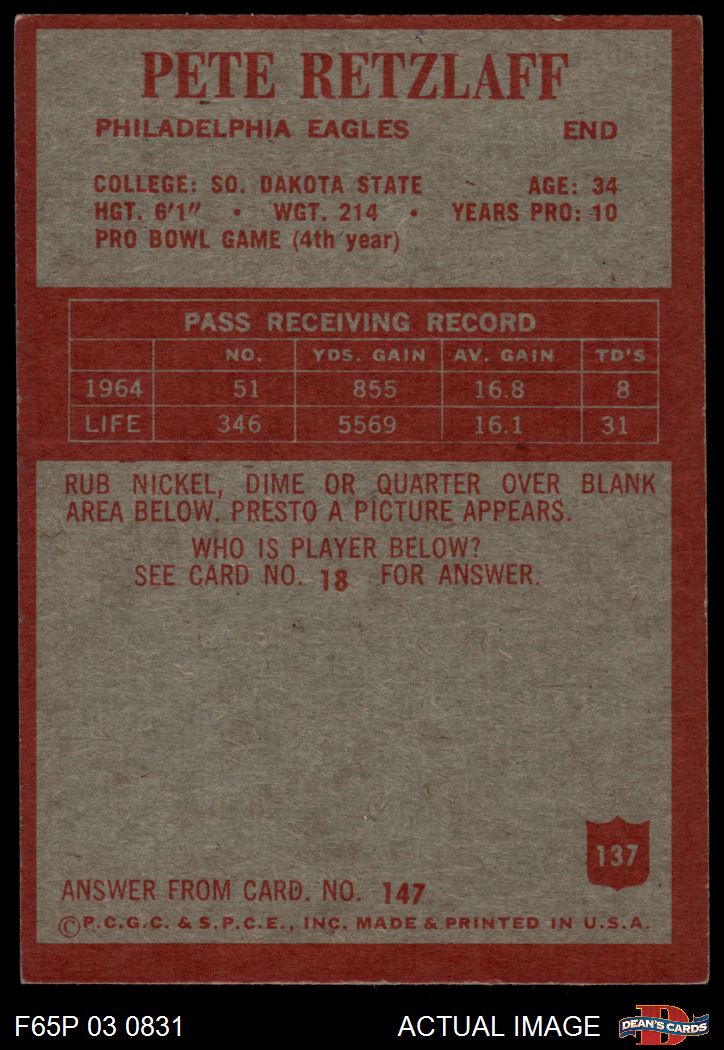 PETE RETZLAFF
PHILADELPHIA EAGLES END
COLLEGE: SO. DAKOTA STATE AGE: 34
HGT. 6'1" • WGT. 214 • YEARS PRO: 10
PRO BOWL GAME (4th year)
PASS RECEIVING RECORD
NO. YDS. GAIN AV. GAIN TD'S
1964 51 855 16.8 8
LIFE 346 5569 16.1 31
RUB NICKEL, DIME OR QUARTER OVER BLANK
AREA BELOW. PRESTO A PICTURE APPEARS.
WHO IS PLAYER BELOW?
SEE CARD NO. 18 FOR ANSWER.
137
ANSWER FROM CARD. NO. 147
©P.C.G.C. & S.P.C.E., INC. MADE & PRINTED IN U.S.A.
F65P 03 0831 ACTUAL IMAGE D DEAN'S CARDS